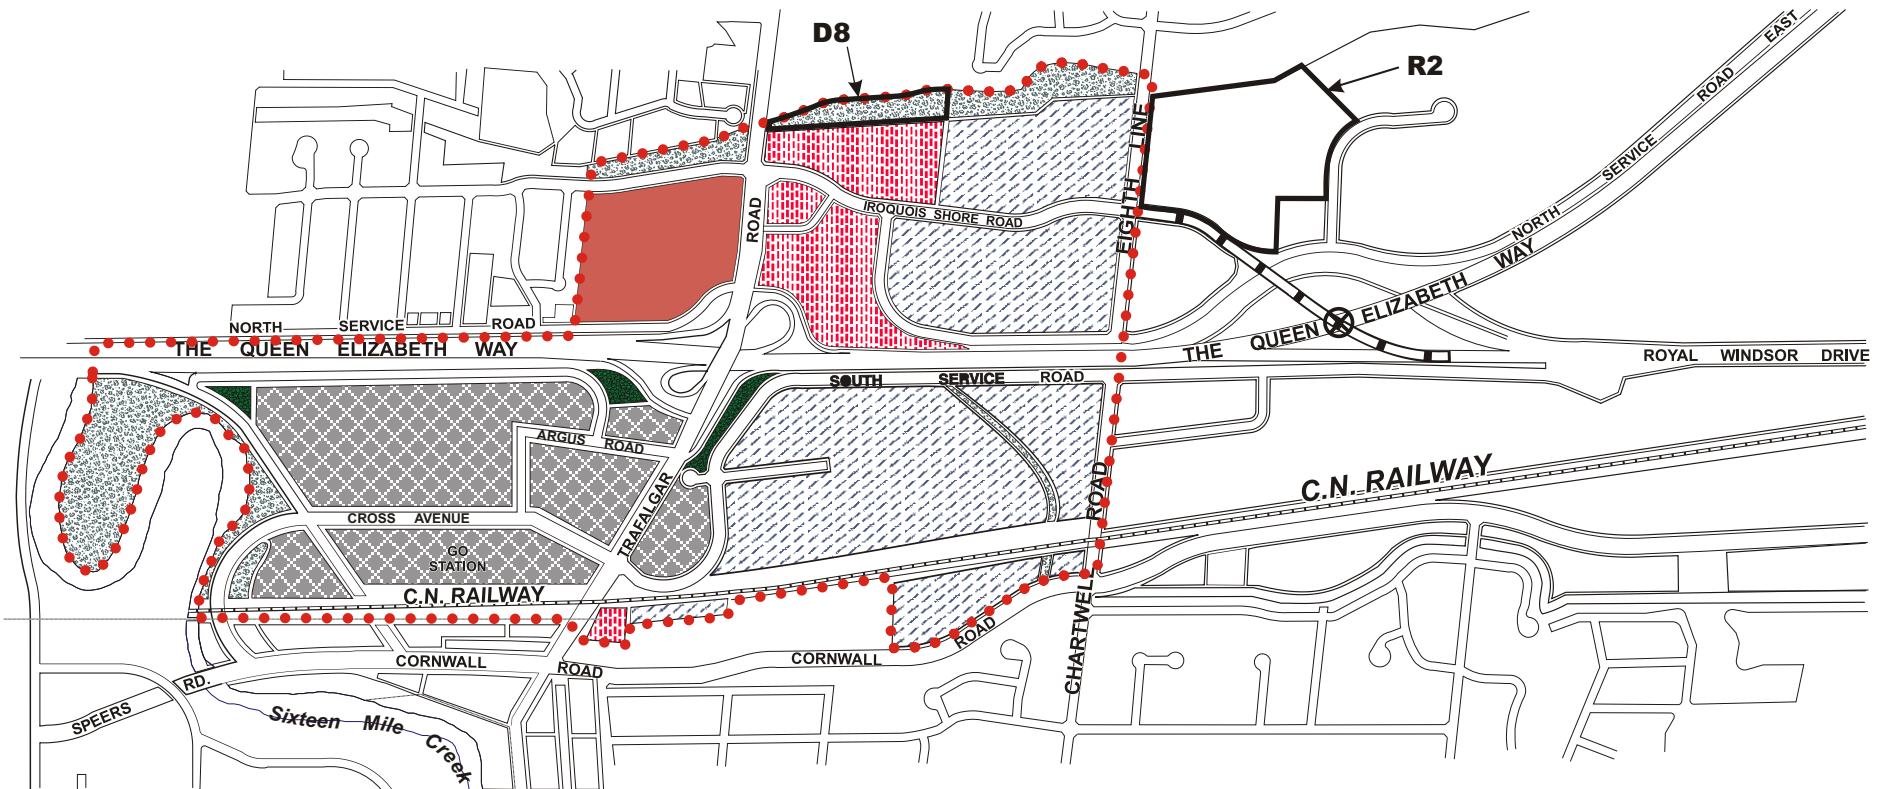 D8
R2
EAST
ROAD
SERVICE
NORTH
EIGHTH LINE
ROAD
IROQUOIS SHORE ROAD
THE QUEEN ELIZABETH WAY
NORTH SERVICE ROAD
THE QUEEN ELIZABETH WAY
ROYAL WINDSOR DRIVE
SOUTH SERVICE ROAD
ARGUS ROAD
TRAFALGAR
CROSS AVENUE
GO
STATION
C.N. RAILWAY
C.N. RAILWAY
CHARTWELL ROAD
CORNWALL ROAD
CORNWALL ROAD
SPEERS RD.
Sixteen Mile Creek